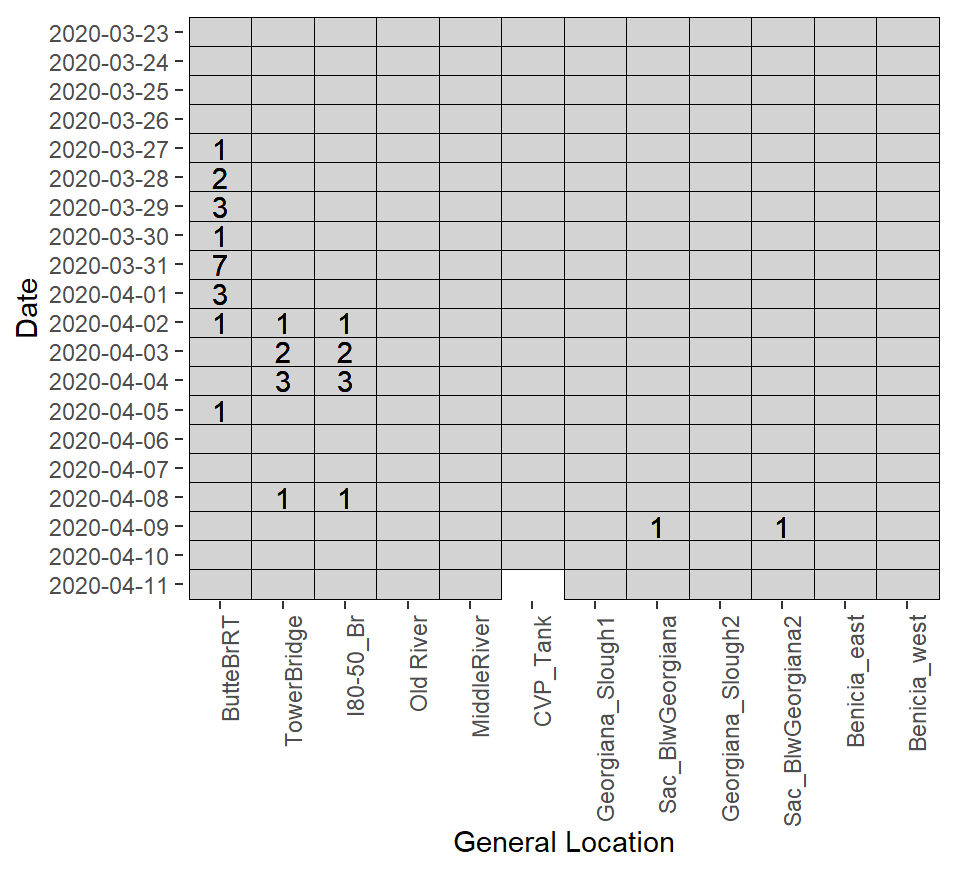 2020-03-23
2020-03-24
2020-03-25
2020-03-26
2020-03-27 1
2020-03-28 2
2020-03-29 3
2020-03-30 1
2020-03-31 7
2020-04-01 3
2020-04-02 1 1 1
2020-04-03 2 2
2020-04-04 3 3
2020-04-05 1
2020-04-06
2020-04-07
2020-04-08 1 1
2020-04-09 1 1
2020-04-10
2020-04-11
Date
ButteBrRT
TowerBridge
I80-50_Br
Old River
MiddleRiver
CVP_Tank
Georgiana_Slough1
Sac_BlwGeorgiana
Georgiana_Slough2
Sac_BlwGeorgiana2
Benicia_east
Benicia_west
General Location